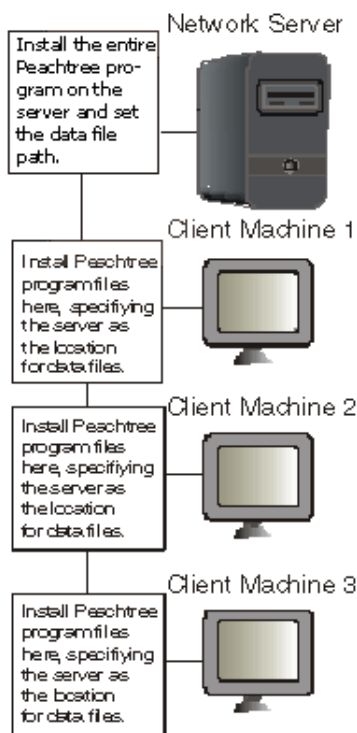 Network Server
Install the entire
Peachtree pro-
gram on the
server and set
the data file
path.
Client Machine 1
Install Peachtree
program files
here, specifiying
the server as
the location
for data files.
Client Machine 2
Install Peachtree
program files
here, specifiying
the server as
the location
for data files.
Client Machine 3
Install Peachtree
program files
here, specifiying
the server as
the location
for data files.